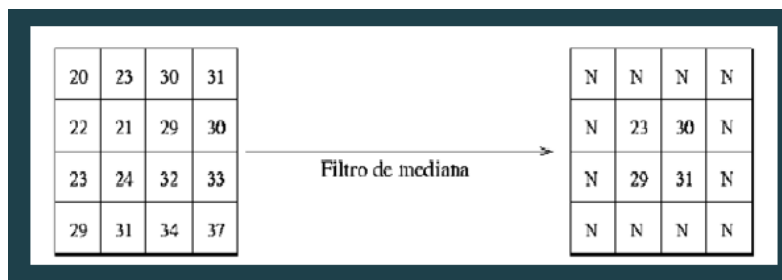 20 23 30 31 N N N N
22 21 29 30 N 23 30 N
Filtro de mediana
23 24 32 33 N 29 31 N
29 31 34 37 N N N N